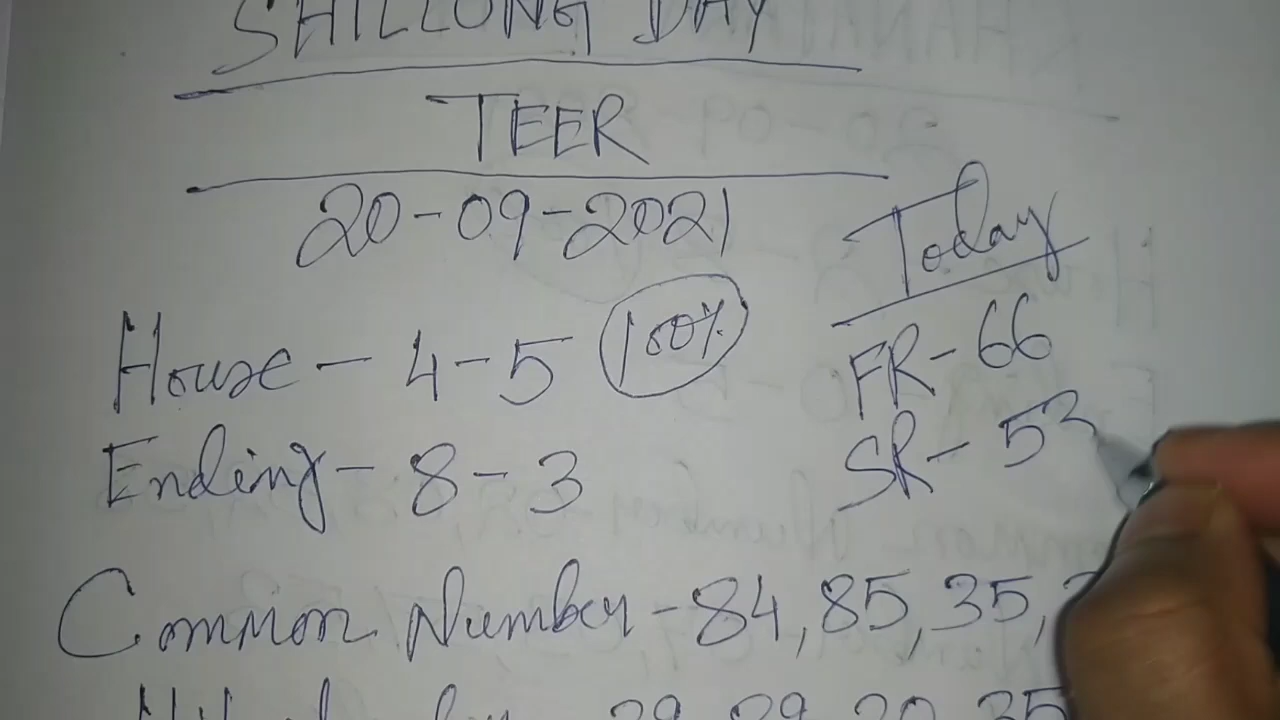 SHILLONG DAY
TEER
20-09-2021
House - 4-5 100%
Ending - 8-3
Today
FR-66
SR-53
Common Number - 84, 85, 35,